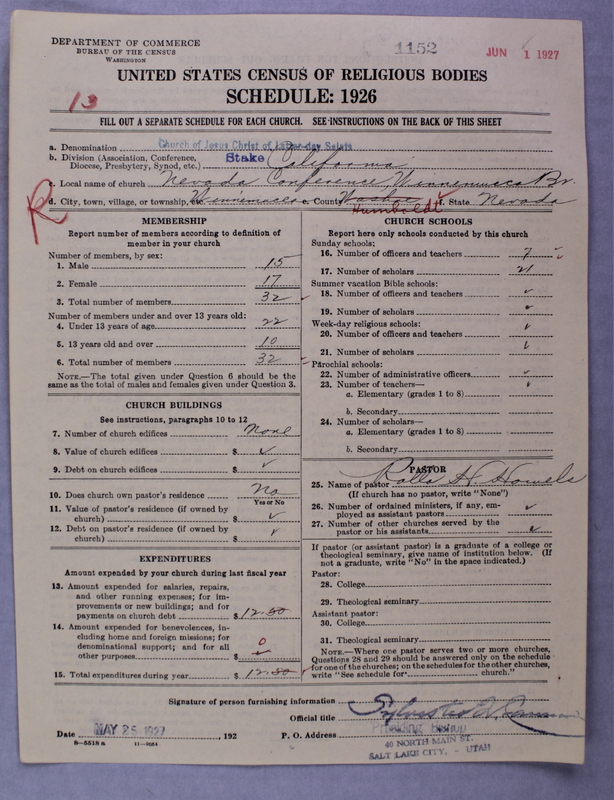 DEPARTMENT OF COMMERCE
BUREAU OF THE CENSUS
WASHINGTON
1152
JUN 1 1927
UNITED STATES CENSUS OF RELIGIOUS BODIES
SCHEDULE: 1926
13
FILL OUT A SEPARATE SCHEDULE FOR EACH CHURCH. SEE INSTRUCTIONS ON THE BACK OF THIS SHEET
a. Denomination Church of Jesus Christ of Latter-day Saints
b. Division (Association, Conference, Diocese, Presbytery, Synod, etc.) Stake California
c. Local name of church Nevada Conference, Winnemucca Br.
d. City, town, village, or township, Winnemucca e. County Washoe Humboldt f. State Nevada
R
MEMBERSHIP
Report number of members according to definition of
member in your church
Number of members, by sex:
1. Male 15
2. Female 17
3. Total number of members 32
Number of members under and over 13 years old:
4. Under 13 years of age 22
5. 13 years old and over 10
6. Total number of members 32
NOTE.—The total given under Question 6 should be the
same as the total of males and females given under Question 3.
CHURCH BUILDINGS
See instructions, paragraphs 10 to 12
7. Number of church edifices None
8. Value of church edifices $ ✓
9. Debt on church edifices $ ✓
10. Does church own pastor's residence No
Yes or No
11. Value of pastor's residence (if owned by
church) $ ✓
12. Debt on pastor's residence (if owned by
church) $ ✓
EXPENDITURES
Amount expended by your church during last fiscal year
13. Amount expended for salaries, repairs,
and other running expenses; for im-
provements or new buildings; and for
payments on church debt $ 12.50
14. Amount expended for benevolences, in-
cluding home and foreign missions; for
denominational support; and for all
other purposes $ 0
15. Total expenditures during year $ 12.50
CHURCH SCHOOLS
Report here only schools conducted by this church
Sunday schools:
16. Number of officers and teachers 7
17. Number of scholars 21
Summer vacation Bible schools:
18. Number of officers and teachers ✓
19. Number of scholars ✓
Week-day religious schools:
20. Number of officers and teachers ✓
21. Number of scholars ✓
Parochial schools:
22. Number of administrative officers ✓
23. Number of teachers—
a. Elementary (grades 1 to 8)
b. Secondary
24. Number of scholars—
a. Elementary (grades 1 to 8)
b. Secondary
PASTOR
25. Name of pastor Rolla H. Howels
(If church has no pastor, write "None")
26. Number of ordained ministers, if any, em-
ployed as assistant pastors ✓
27. Number of other churches served by the
pastor or his assistants ✓
If pastor (or assistant pastor) is a graduate of a college or
theological seminary, give name of institution below. (If
not a graduate, write "No" in the space indicated.)
Pastor:
28. College
29. Theological seminary
Assistant pastor:
30. College
31. Theological seminary
NOTE.—Where one pastor serves two or more churches,
Questions 28 and 29 should be answered only on the schedule
for one of the churches; on the schedules for the other churches,
write "See schedule for church."
Signature of person furnishing information Sylvester Q. Cannon
Official title Presiding Bishop
Date MAY 25 1927, 192 P. O. Address 40 NORTH MAIN ST.
SALT LAKE CITY, - UTAH
8—5518 a 11—9084